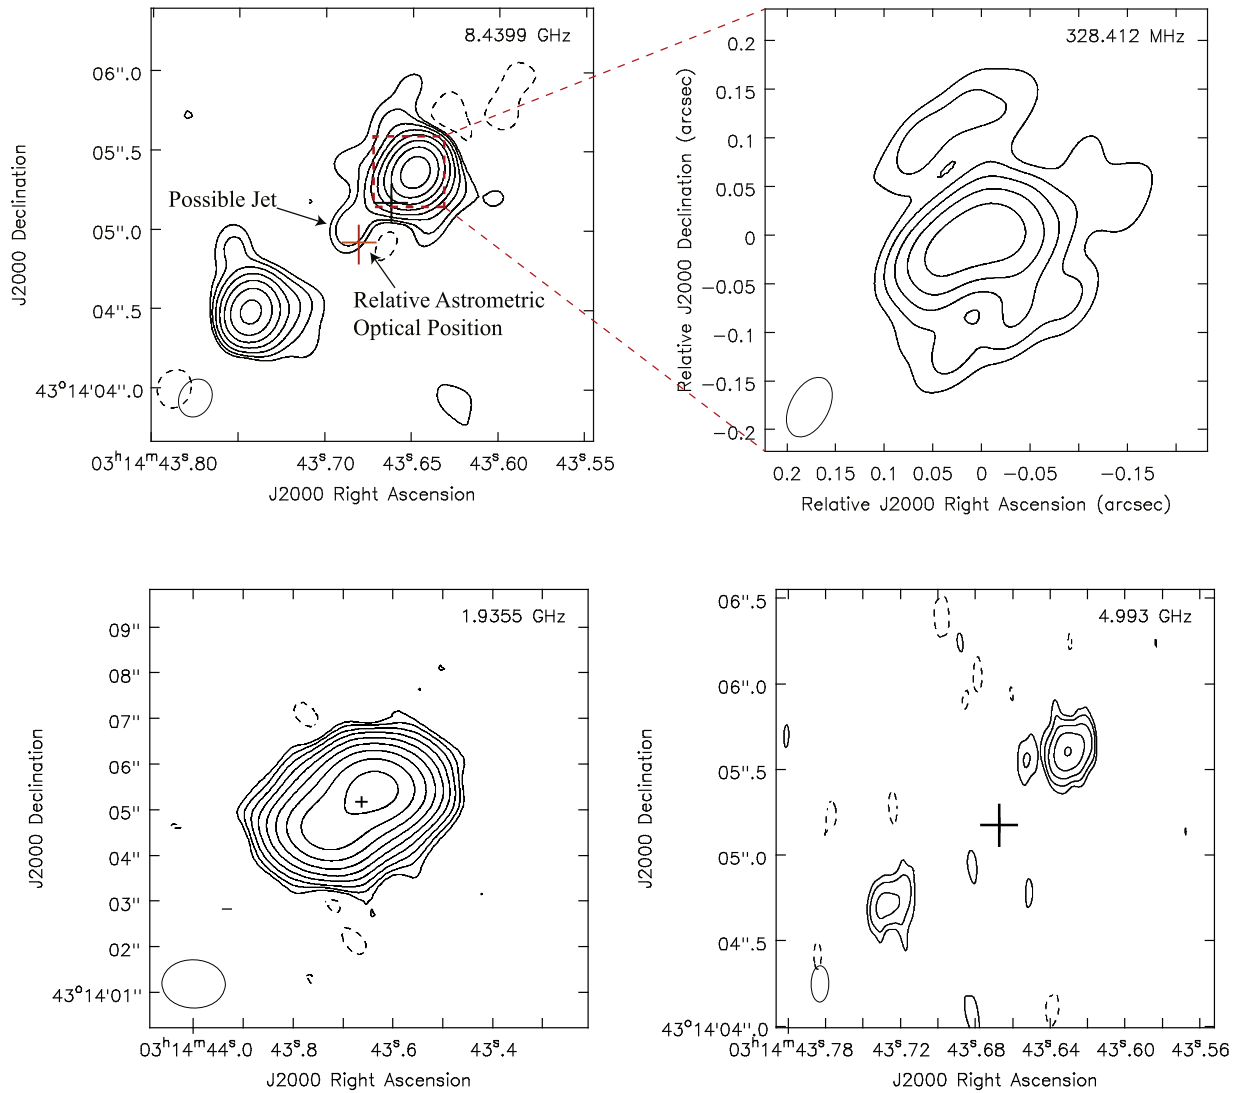 8.4399 GHz
06".0
05".5
05".0
04".5
43°14'04".0
J2000 Declination
Possible Jet
Relative Astrometric
Optical Position
03ʰ14ᵐ43ˢ.80 43ˢ.70 43ˢ.65 43ˢ.60 43ˢ.55
J2000 Right Ascension
328.412 MHz
0.2
0.15
0.1
0.05
0
−0.05
−0.1
−0.15
−0.2
Relative J2000 Declination (arcsec)
0.2 0.15 0.1 0.05 0 −0.05 −0.15
Relative J2000 Right Ascension (arcsec)
1.9355 GHz
09"
08"
07"
06"
05"
04"
03"
02"
43°14'01"
J2000 Declination
03ʰ14ᵐ44ˢ.0 43ˢ.8 43ˢ.6 43ˢ.4
J2000 Right Ascension
4.993 GHz
06".5
06".0
05".5
05".0
04".5
43°14'04".0
J2000 Declination
03ʰ14ᵐ43ˢ.78 43ˢ.72 43ˢ.68 43ˢ.64 43ˢ.60 43ˢ.56
J2000 Right Ascension